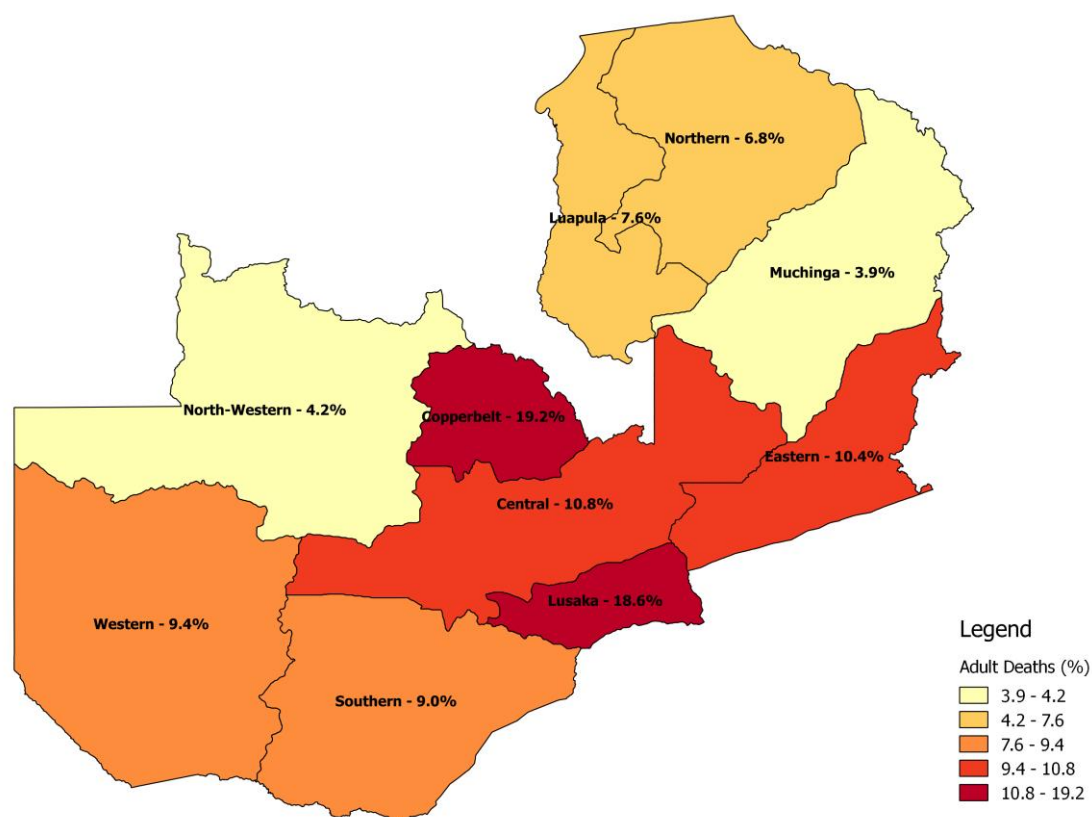 Northern - 6.8%
Luapula - 7.6%
Muchinga - 3.9%
North-Western - 4.2%
Copperbelt - 19.2%
Eastern - 10.4%
Central - 10.8%
Lusaka - 18.6%
Western - 9.4%
Southern - 9.0%
Legend
Adult Deaths (%)
3.9 - 4.2
4.2 - 7.6
7.6 - 9.4
9.4 - 10.8
10.8 - 19.2